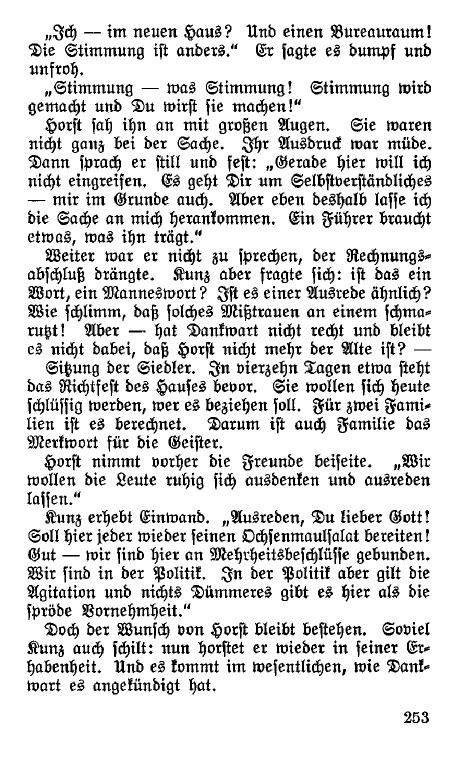 „Ich — im neuen Haus? Und einen Bureauraum!
Die Stimmung ist anders.“ Er sagte es dumpf und
unfroh.
„Stimmung — was Stimmung! Stimmung wird
gemacht und Du wirst sie machen!“
Horst sah ihn an mit großen Augen. Sie waren
nicht ganz bei der Sache. Ihr Ausdruck war müde.
Dann sprach er still und fest: „Gerade hier will ich
nicht eingreifen. Es geht Dir um Selbstverständliches
— mir im Grunde auch. Aber eben deshalb lasse ich
die Sache an mich herankommen. Ein Führer braucht
etwas, was ihn trägt.“
Weiter war er nicht zu sprechen, der Rechnungs-
abschluß drängte. Kunz aber fragte sich: ist das ein
Wort, ein Manneswort? Ist es einer Ausrede ähnlich?
Wie schlimm, daß solches Mißtrauen an einem schma-
rutzt! Aber — hat Dankwart nicht recht und bleibt
es nicht dabei, daß Horst nicht mehr der Alte ist? —
Sitzung der Siedler. In vierzehn Tagen etwa steht
das Richtfest des Hauses bevor. Sie wollen sich heute
schlüssig werden, wer es beziehen soll. Für zwei Fami-
lien ist es berechnet. Darum ist auch Familie das
Merkwort für die Geister.
Horst nimmt vorher die Freunde beiseite. „Wir
wollen die Leute ruhig sich ausdenken und ausreden
lassen.“
Kunz erhebt Einwand. „Ausreden, Du lieber Gott!
Soll hier jeder wieder seinen Ochsenmaulsalat bereiten!
Gut — wir sind hier an Mehrheitsbeschlüsse gebunden.
Wir sind in der Politik. In der Politik aber gilt die
Agitation und nichts Dümmeres gibt es hier als die
spröde Vornehmheit.“
Doch der Wunsch von Horst bleibt bestehen. Soviel
Kunz auch schilt: nun horstet er wieder in seiner Er-
habenheit. Und es kommt im wesentlichen, wie Dank-
wart es angekündigt hat.
253